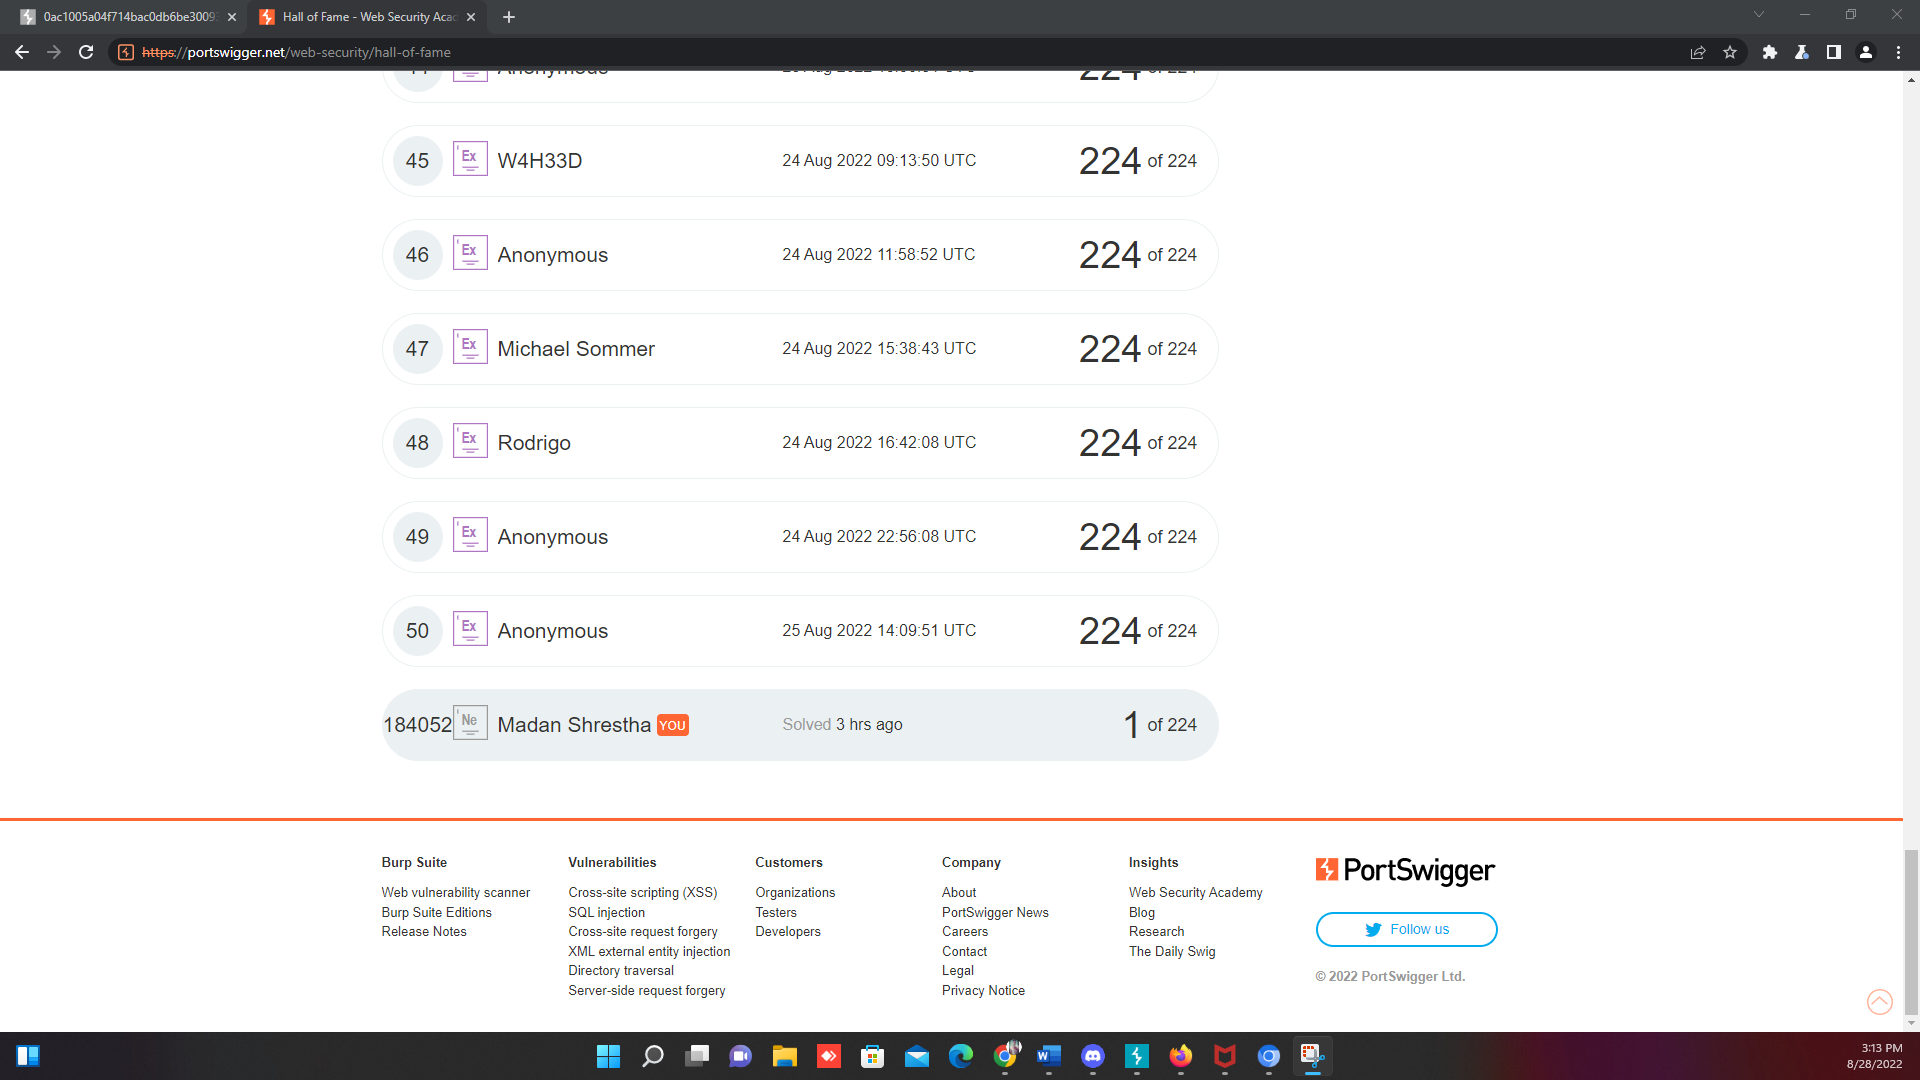 0ac1005a04f714bac0db6be3009
Hall of Fame - Web Security Acad
https://portswigger.net/web-security/hall-of-fame
44 Anonymous 224 of 224
45 Ex W4H33D 24 Aug 2022 09:13:50 UTC 224 of 224
46 Ex Anonymous 24 Aug 2022 11:58:52 UTC 224 of 224
47 Ex Michael Sommer 24 Aug 2022 15:38:43 UTC 224 of 224
48 Ex Rodrigo 24 Aug 2022 16:42:08 UTC 224 of 224
49 Ex Anonymous 24 Aug 2022 22:56:08 UTC 224 of 224
50 Ex Anonymous 25 Aug 2022 14:09:51 UTC 224 of 224
184052 Ne Madan Shrestha YOU Solved 3 hrs ago 1 of 224
Burp Suite
Web vulnerability scanner
Burp Suite Editions
Release Notes
Vulnerabilities
Cross-site scripting (XSS)
SQL injection
Cross-site request forgery
XML external entity injection
Directory traversal
Server-side request forgery
Customers
Organizations
Testers
Developers
Company
About
PortSwigger News
Careers
Contact
Legal
Privacy Notice
Insights
Web Security Academy
Blog
Research
The Daily Swig
PortSwigger
Follow us
© 2022 PortSwigger Ltd.
3:13 PM
8/28/2022